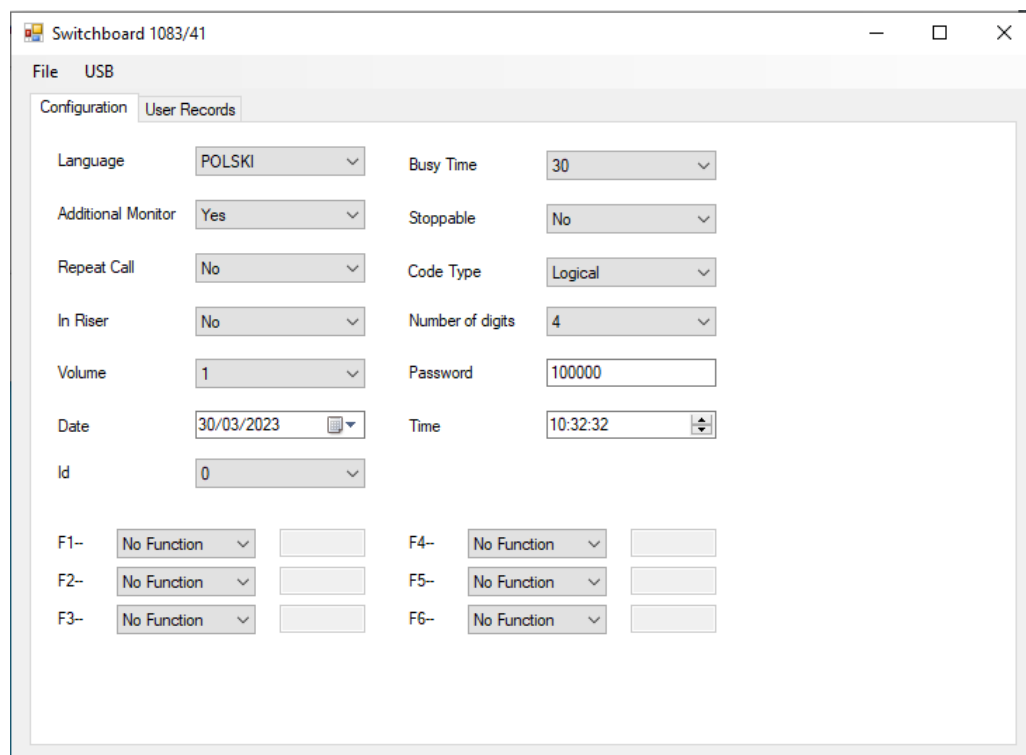 Switchboard 1083/41
File USB
Configuration User Records
Language POLSKI Busy Time 30
Additional Monitor Yes Stoppable No
Repeat Call No Code Type Logical
In Riser No Number of digits 4
Volume 1 Password 100000
Date 30/03/2023 Time 10:32:32
Id 0
F1-- No Function F4-- No Function
F2-- No Function F5-- No Function
F3-- No Function F6-- No Function